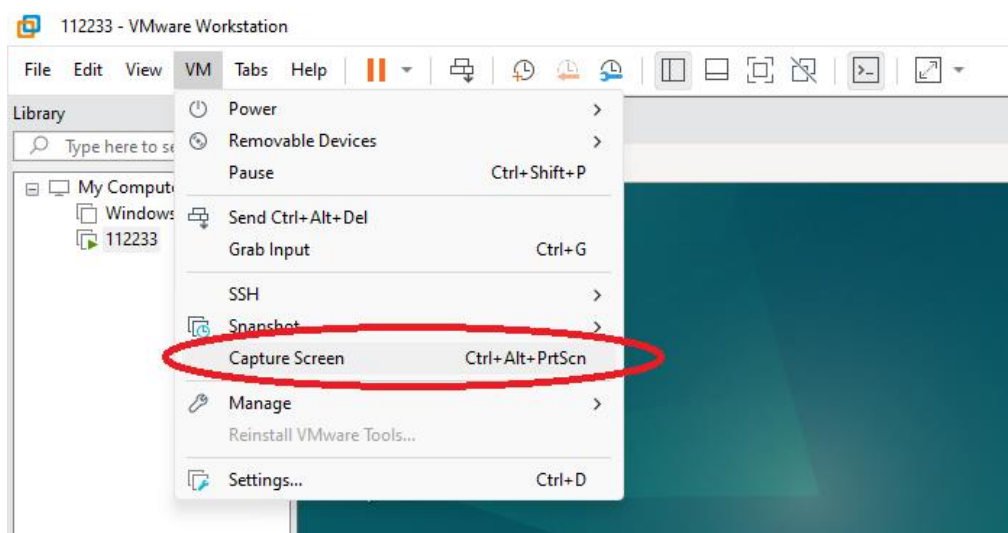 112233 - VMware Workstation
File Edit View VM Tabs Help
Library
Type here to se
My Compute
Windows
112233
Power
Removable Devices
Pause Ctrl+Shift+P
Send Ctrl+Alt+Del
Grab Input Ctrl+G
SSH
Snapshot
Capture Screen Ctrl+Alt+PrtScn
Manage
Reinstall VMware Tools...
Settings... Ctrl+D